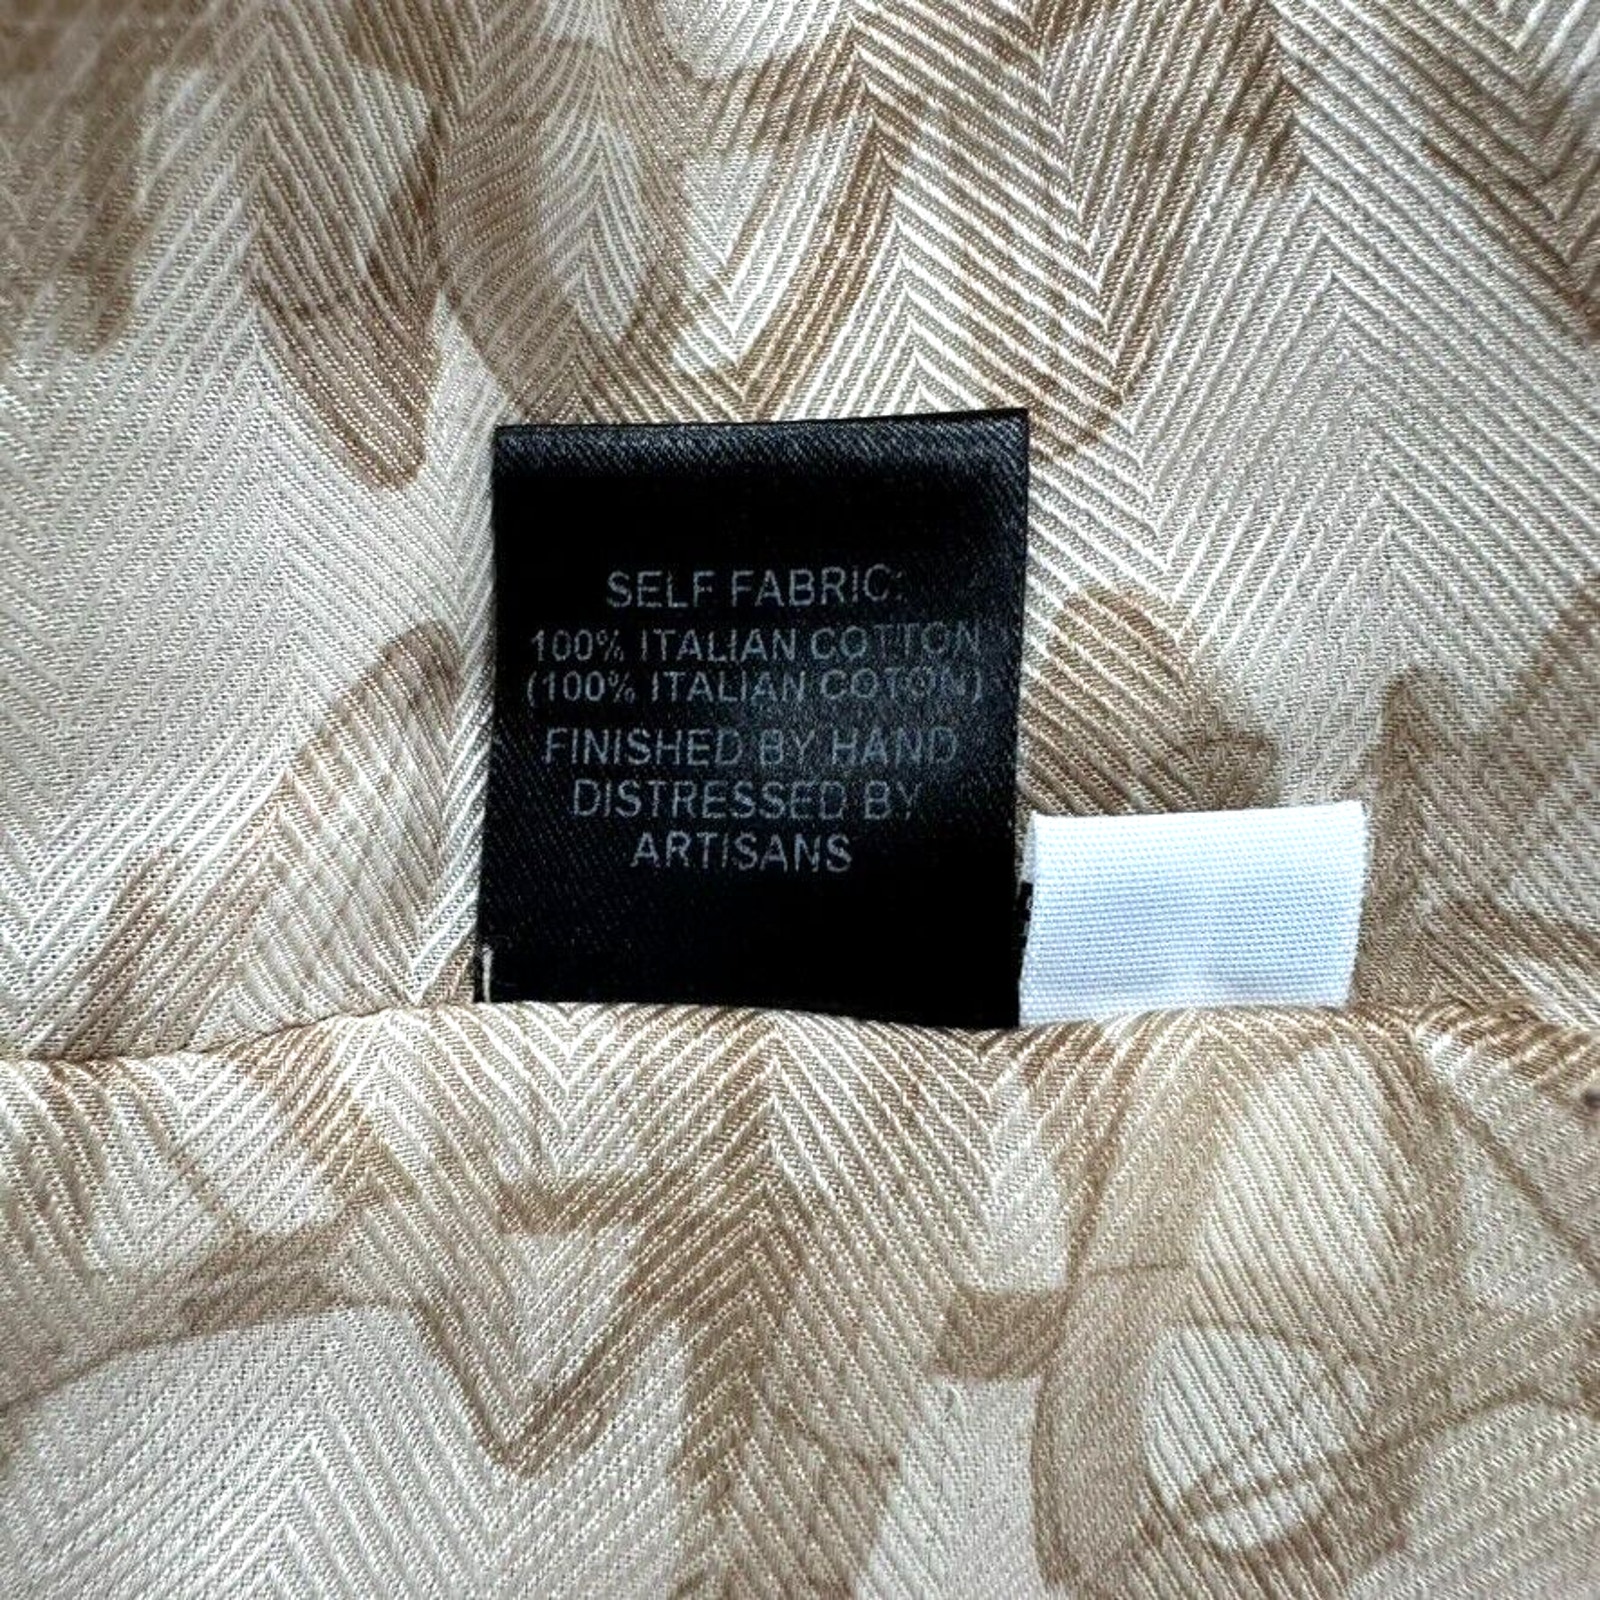 SELF FABRIC:
100% ITALIAN COTTON
(100% ITALIAN COTON)
FINISHED BY HAND
DISTRESSED BY
ARTISANS